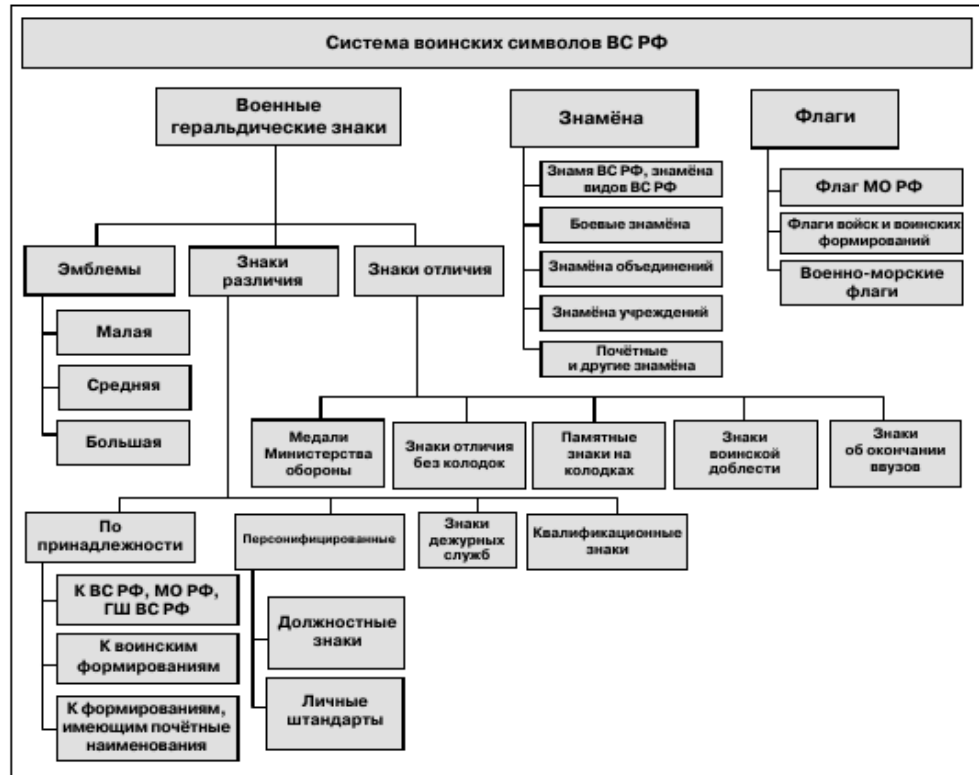 Система воинских символов ВС РФ
Военные
геральдические знаки
Знамёна
Флаги
Знамя ВС РФ, знамёна
видов ВС РФ
Боевые знамёна
Знамёна объединений
Знамёна учреждений
Почётные
и другие знамёна
Флаг МО РФ
Флаги войск и воинских
формирований
Военно-морские
флаги
Эмблемы
Знаки
различия
Знаки отличия
Малая
Средняя
Большая
Медали
Министерства
обороны
Знаки отличия
без колодок
Памятные
знаки на
колодках
Знаки
воинской
доблести
Знаки
об окончании
ввузов
По
принадлежности
Персонифицированные
Знаки
дежурных
служб
Квалификационные
знаки
К ВС РФ, МО РФ,
ГШ ВС РФ
К воинским
формированиям
К формированиям,
имеющим почётные
наименования
Должностные
знаки
Личные
штандарты